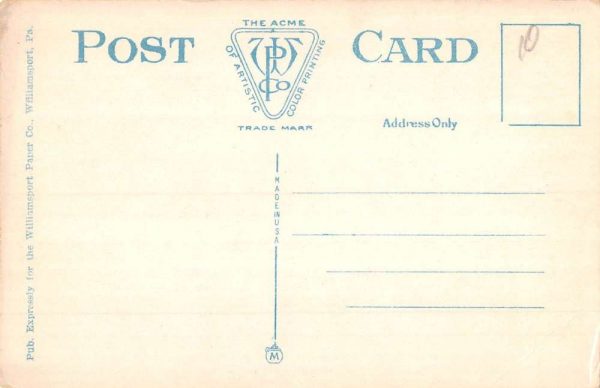 Pub. Expressly for the Williamsport Paper Co., Williamsport, Pa.
POST CARD
THE ACME
OF ARTISTIC
COLOR PRINTING
TRADE MARK
10
Address Only
MADE IN USA
M